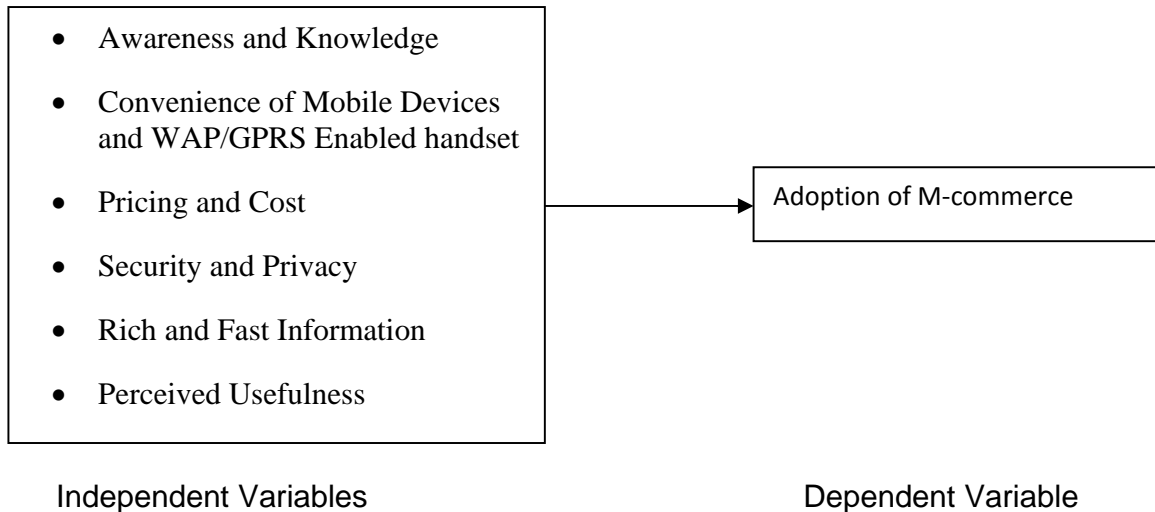 • Awareness and Knowledge
• Convenience of Mobile Devices
and WAP/GPRS Enabled handset
• Pricing and Cost
• Security and Privacy
• Rich and Fast Information
• Perceived Usefulness
Adoption of M-commerce
Independent Variables
Dependent Variable